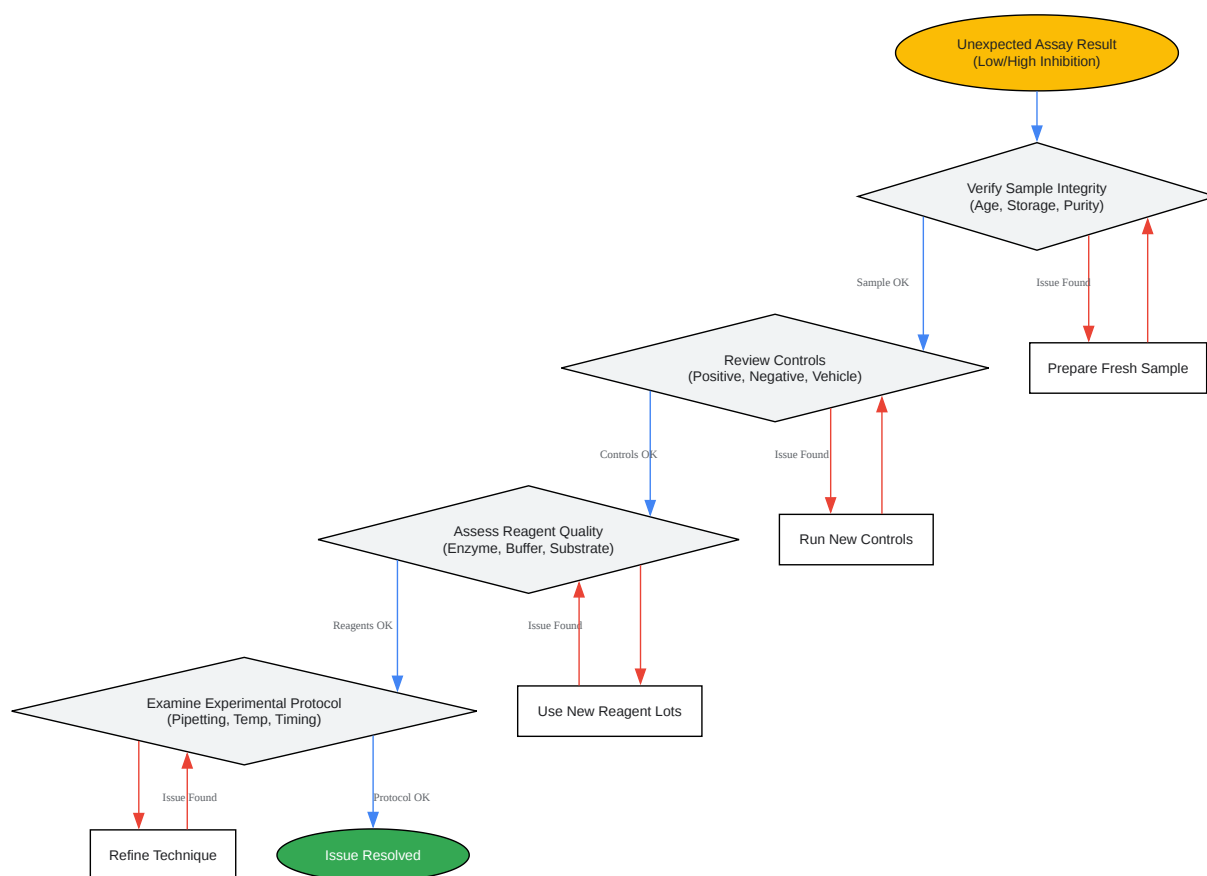 Unexpected Assay Result
(Low/High Inhibition)
Verify Sample Integrity
(Age, Storage, Purity)
Sample OK
Issue Found
Review Controls
(Positive, Negative, Vehicle)
Prepare Fresh Sample
Controls OK
Issue Found
Assess Reagent Quality
(Enzyme, Buffer, Substrate)
Run New Controls
Reagents OK
Issue Found
Examine Experimental Protocol
(Pipetting, Temp, Timing)
Use New Reagent Lots
Issue Found
Protocol OK
Refine Technique
Issue Resolved